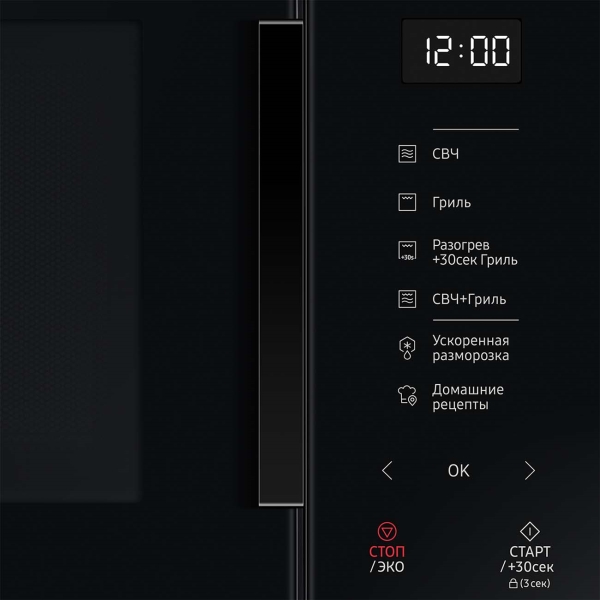 12:00
СВЧ
Гриль
+30s
Разогрев
+30сек Гриль
СВЧ+Гриль
Ускоренная
разморозка
Домашние
рецепты
< OK >
СТОП
/ЭКО
СТАРТ
/+30сек
(3 сек)